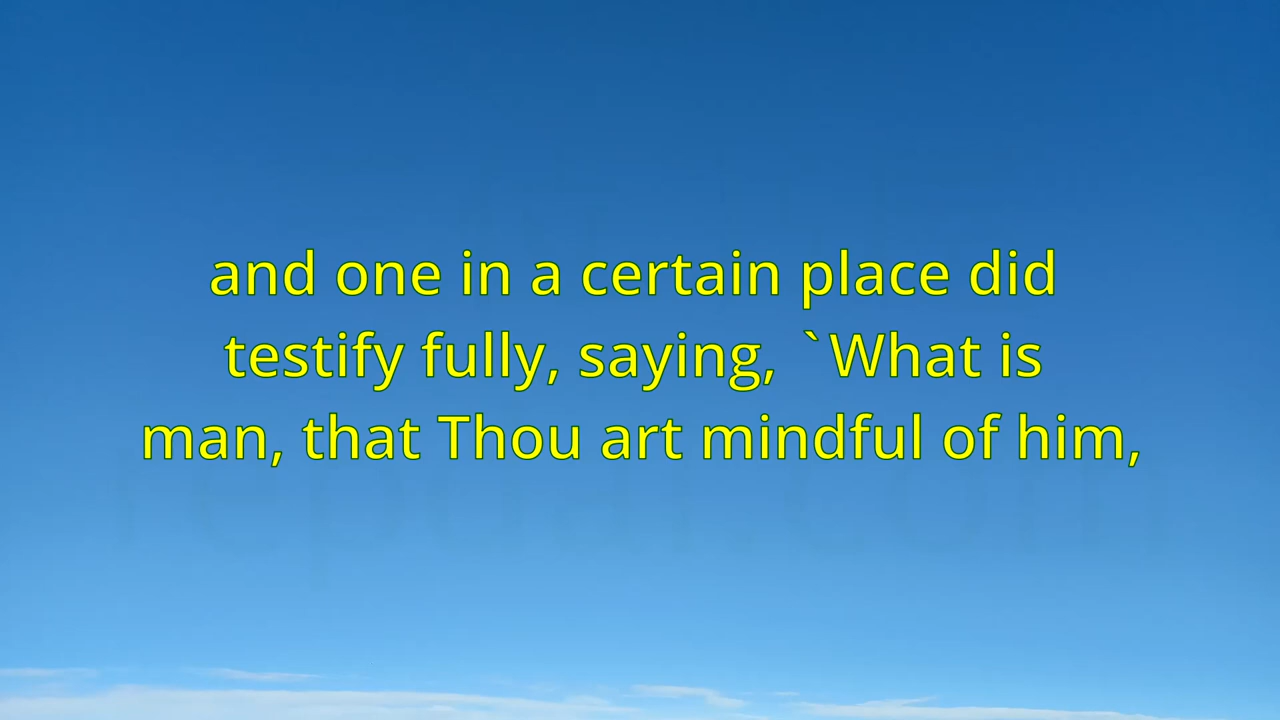 and one in a certain place did
testify fully, saying, `What is
man, that Thou art mindful of him,